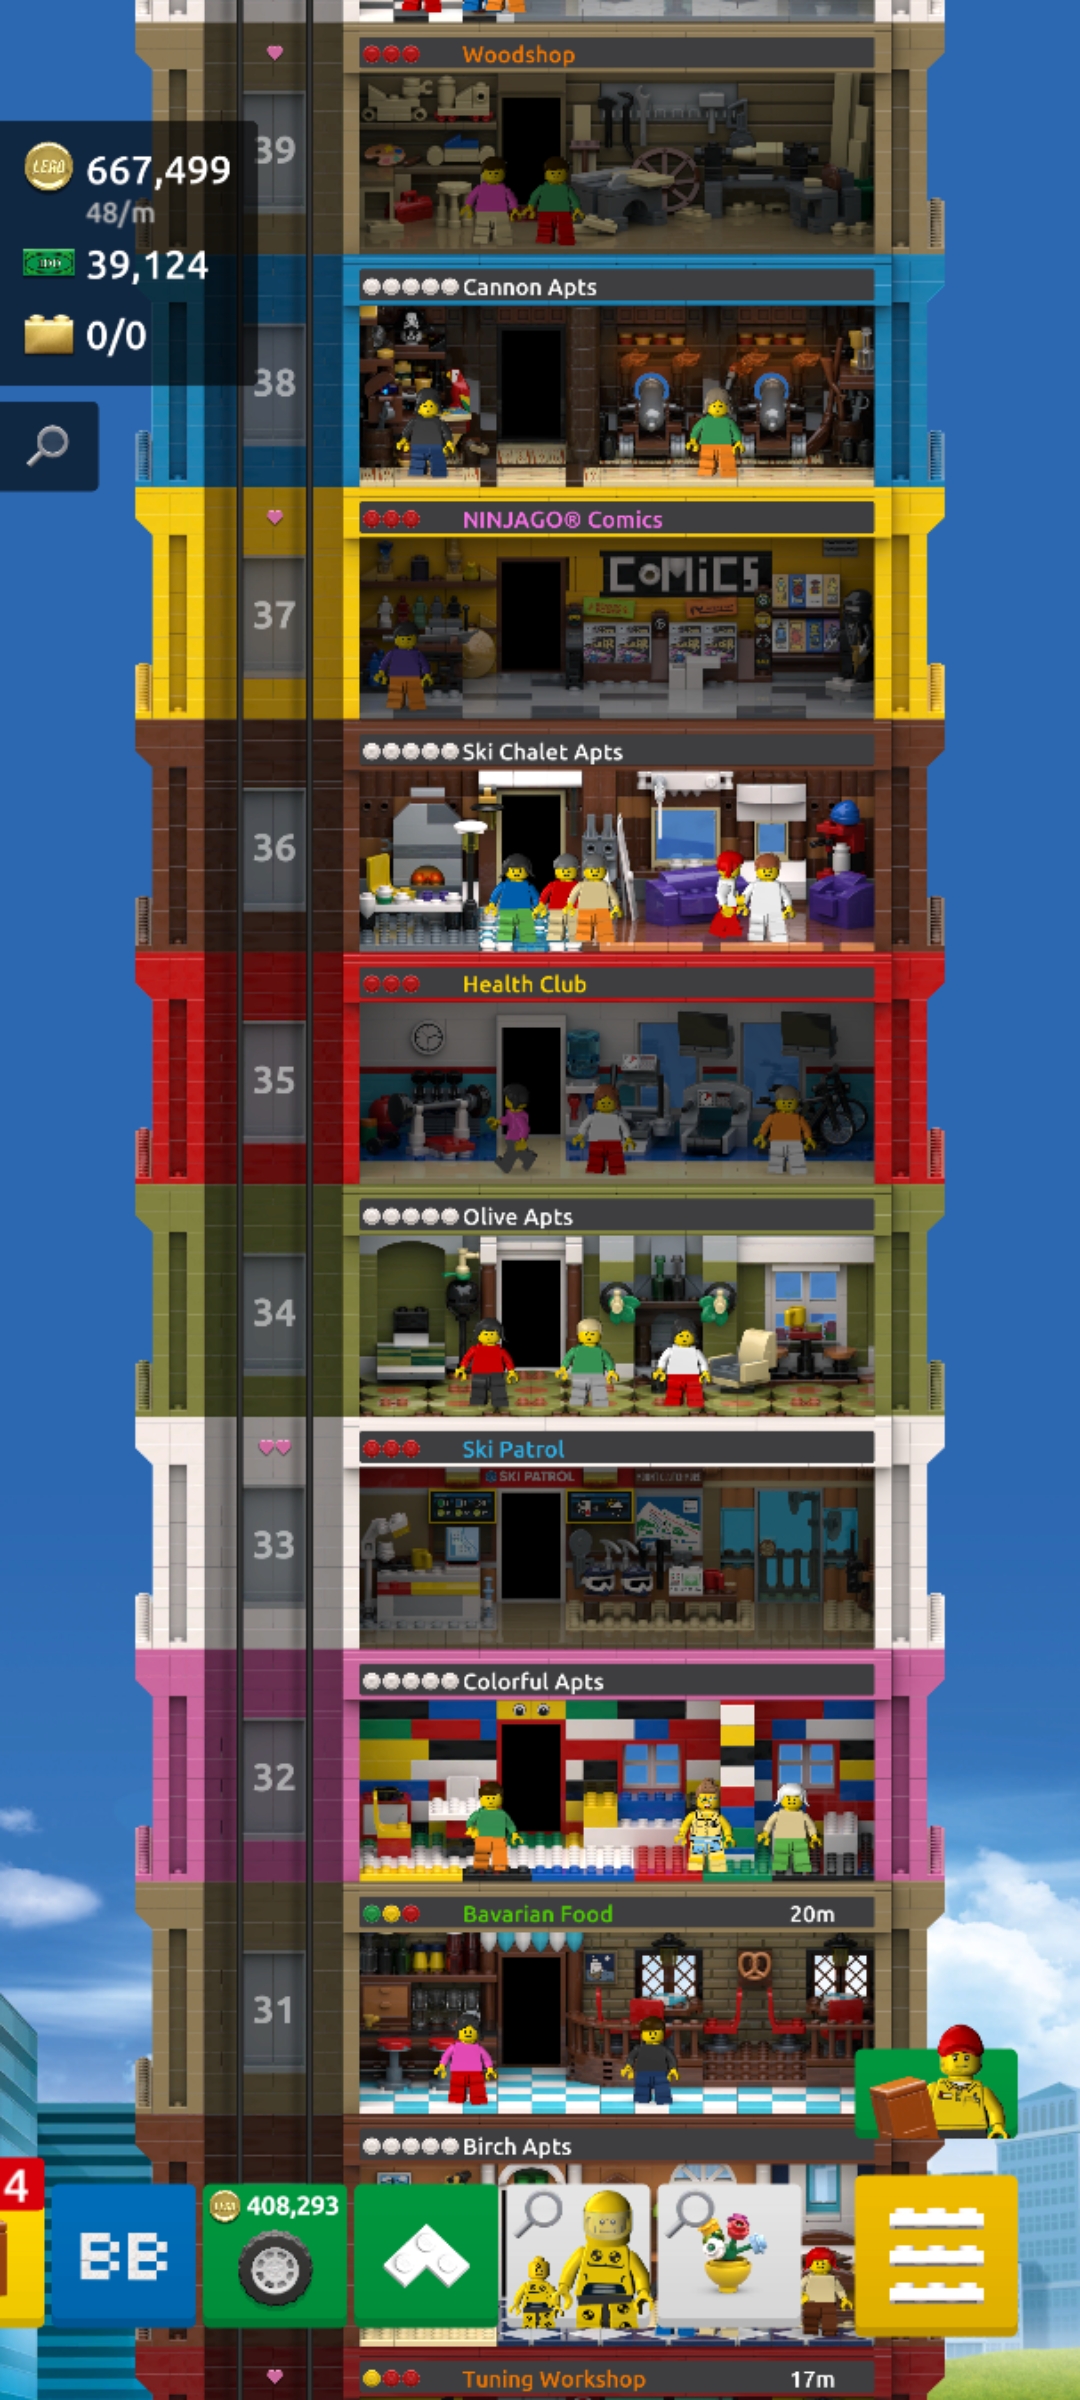 Woodshop
39
LEGO
667,499
48/m
39,124
0/0
Cannon Apts
38
NINJAGO® Comics
COMiCS
37
Ski Chalet Apts
36
Health Club
35
Olive Apts
34
Ski Patrol
SKI PATROL
33
Colorful Apts
32
Bavarian Food
20m
31
Birch Apts
4
BB
408,293
Tuning Workshop
17m